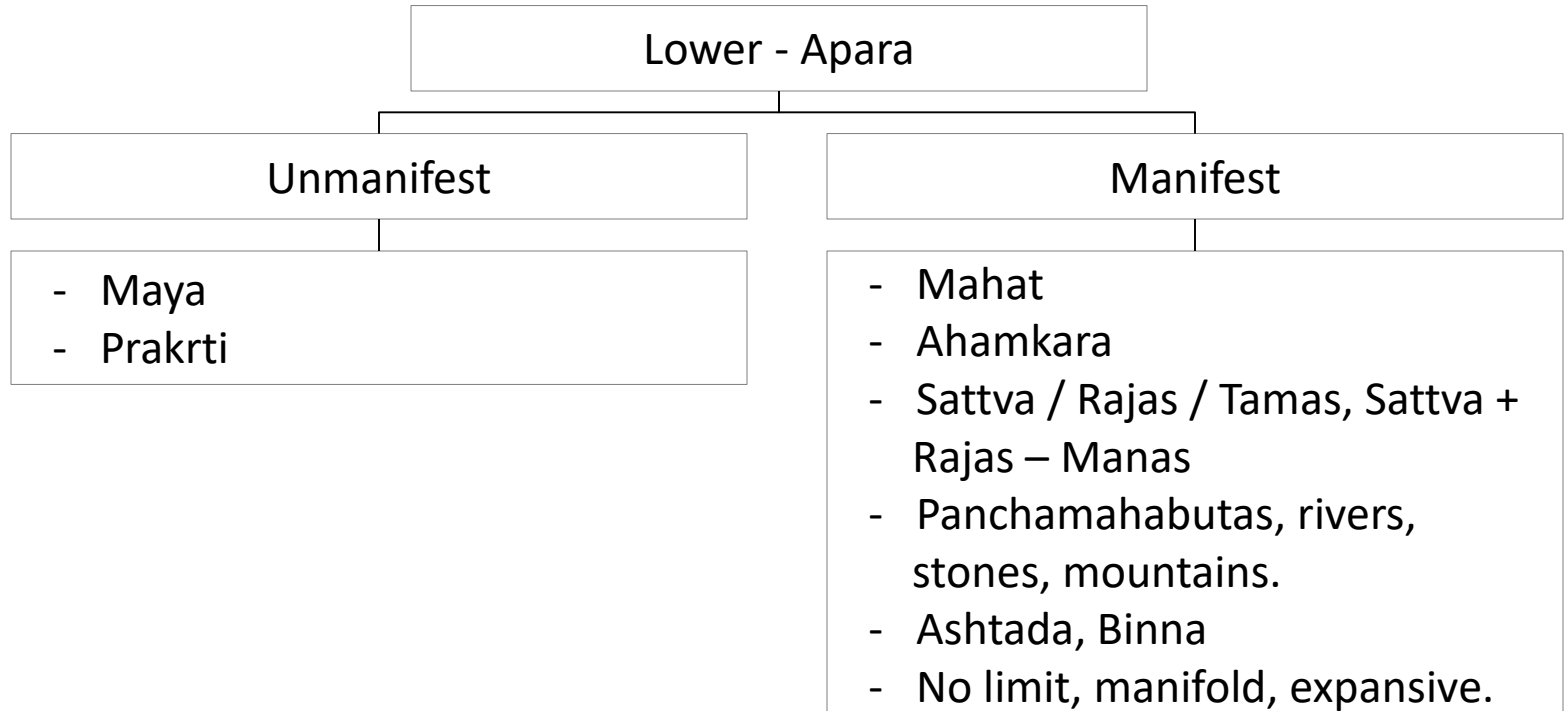 Lower - Apara
Unmanifest
- Maya
- Prakrti
Manifest
- Mahat
- Ahamkara
- Sattva / Rajas / Tamas, Sattva +
Rajas – Manas
- Panchamahabutas, rivers,
stones, mountains.
- Ashtada, Binna
- No limit, manifold, expansive.